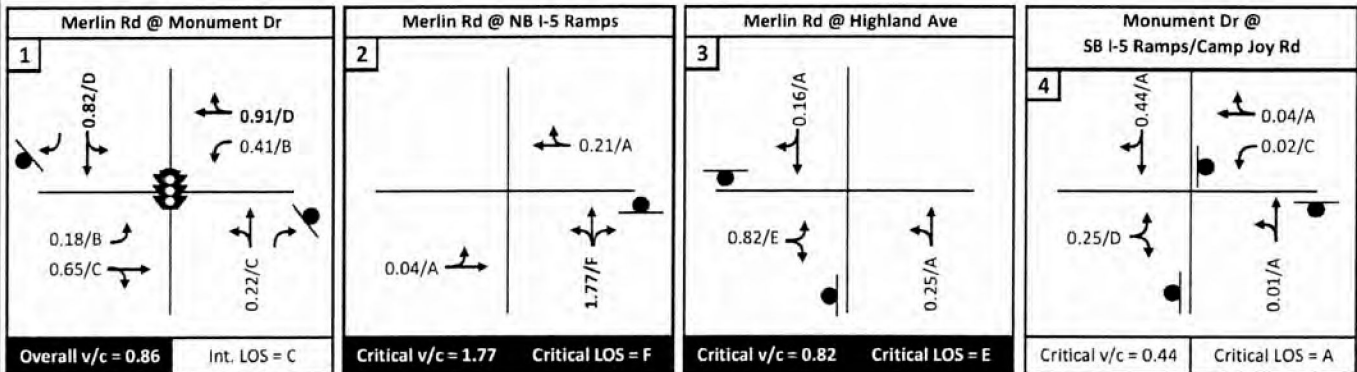 Merlin Rd @ Monument Dr
1
0.82/D
0.91/D
0.41/B
0.18/B
0.65/C
0.22/C
Overall v/c = 0.86
Int. LOS = C
Merlin Rd @ NB I-5 Ramps
2
0.21/A
0.04/A
1.77/F
Critical v/c = 1.77
Critical LOS = F
Merlin Rd @ Highland Ave
3
0.16/A
0.82/E
0.25/A
Critical v/c = 0.82
Critical LOS = E
Monument Dr @
SB I-5 Ramps/Camp Joy Rd
4
0.44/A
0.04/A
0.02/C
0.25/D
0.01/A
Critical v/c = 0.44
Critical LOS = A